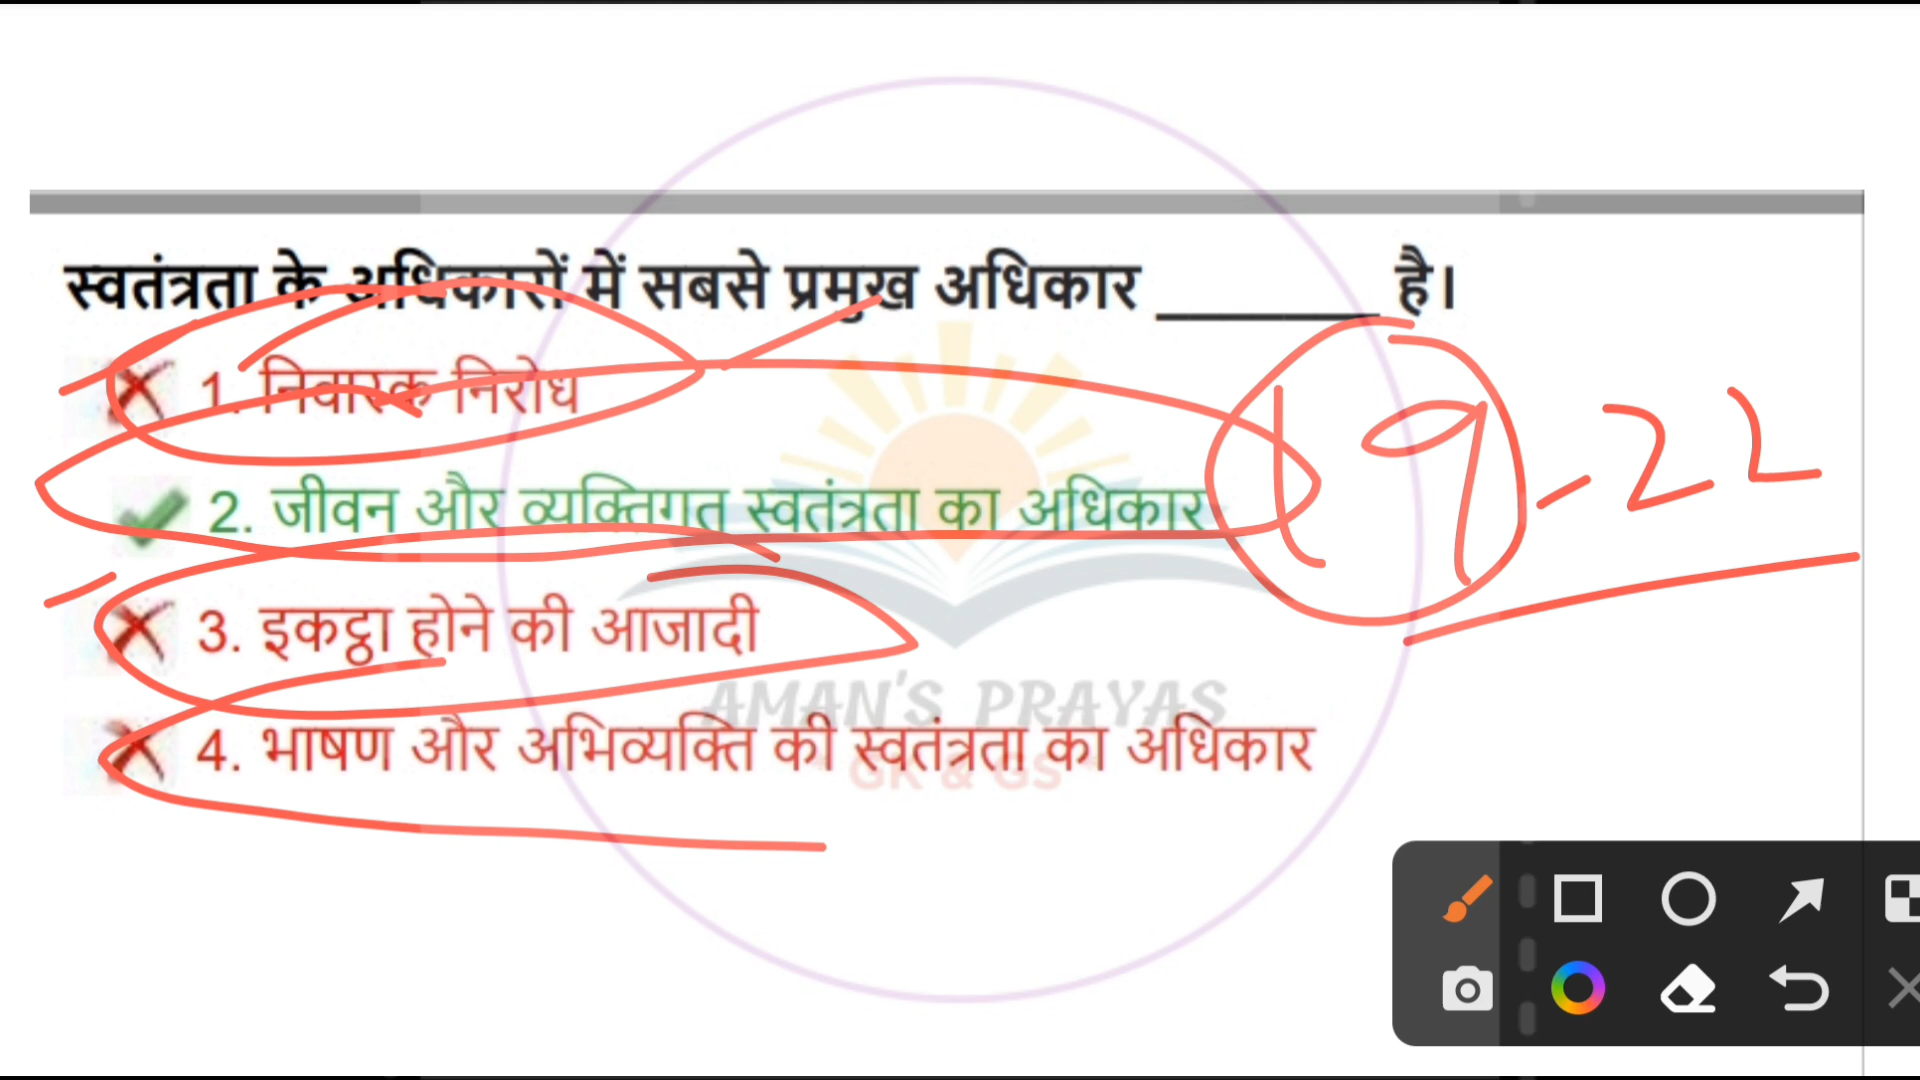 स्वतंत्रता के अधिकारों में सबसे प्रमुख अधिकार ________ है।
1. निवारक निरोध
2. जीवन और व्यक्तिगत स्वतंत्रता का अधिकार
19-22
3. इकट्ठा होने की आजादी
AMAN'S PRAYAS
4. भाषण और अभिव्यक्ति की स्वतंत्रता का अधिकार
GK & GS